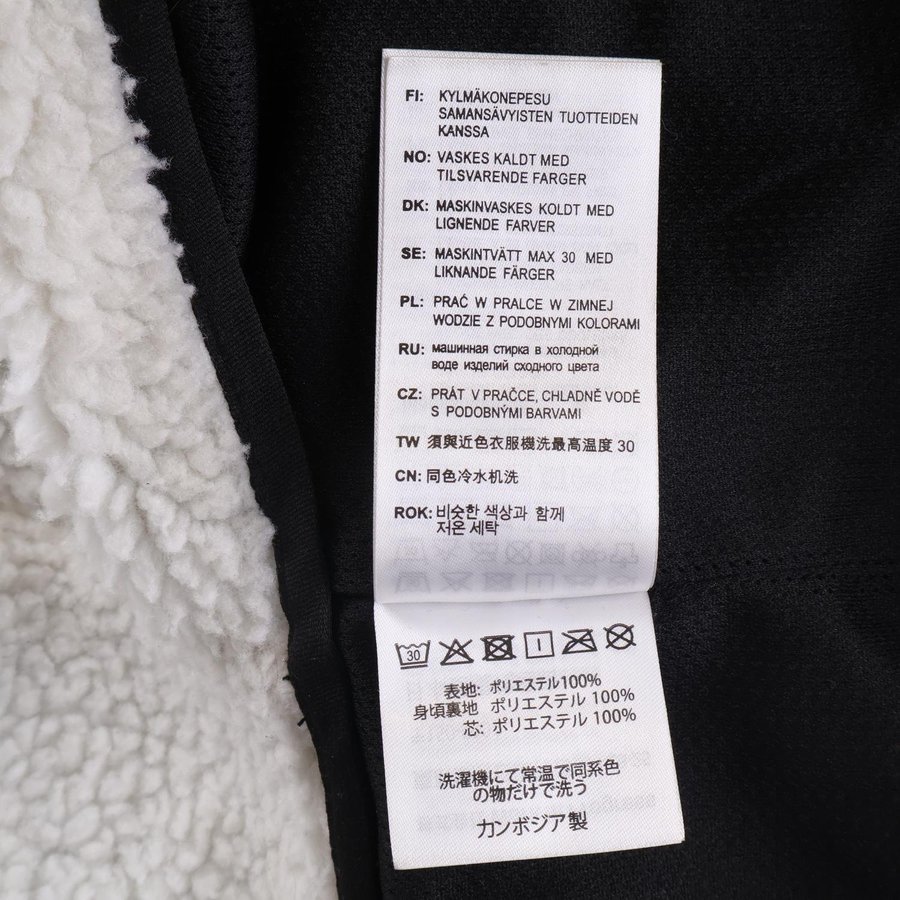 FI: KYLMÄKONEPESU
SAMANSÄVYISTEN TUOTTEIDEN
KANSSA
NO: VASKES KALDT MED
TILSVARENDE FARGER
DK: MASKINVASKES KOLDT MED
LIGNENDE FARVER
SE: MASKINTVÄTT MAX 30 MED
LIKNANDE FÄRGER
PL: PRAĆ W PRALCE W ZIMNEJ
WODZIE Z PODOBNYMI KOLORAMI
RU: машинная стирка в холодной
воде изделий сходного цвета
CZ: PRÁT V PRAČCE, CHLADNĚ VODĚ
S PODOBNÝMI BARVAMI
TW 須與近色衣服機洗最高溫度 30
CN: 同色冷水机洗
ROK: 비슷한 색상과 함께
저온 세탁
30
表地: ポリエステル100%
身頃裏地 ポリエステル 100%
芯: ポリエステル 100%
洗濯機にて常温で同系色
の物だけで洗う
カンボジア製